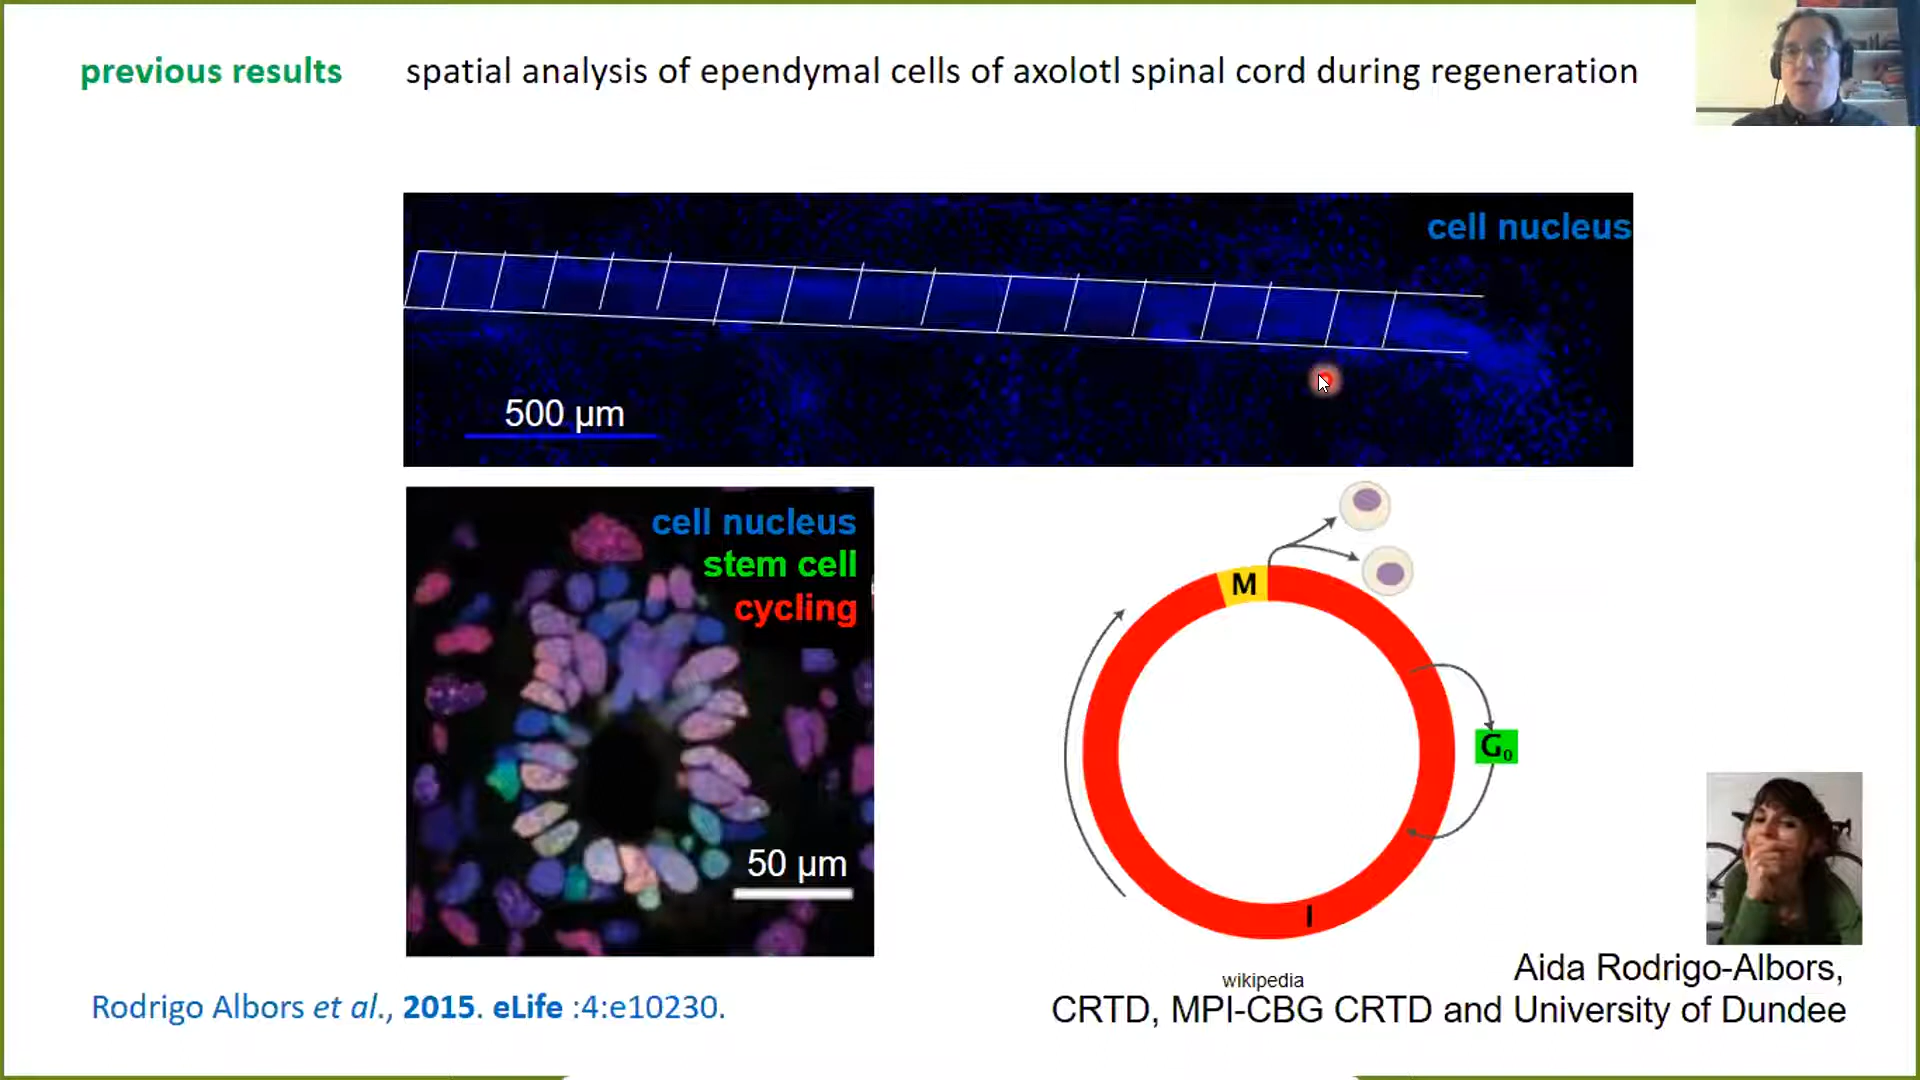 previous results spatial analysis of ependymal cells of axolotl spinal cord during regeneration
cell nucleus
500 µm
cell nucleus
stem cell
cycling
50 µm
M
G₀
I
wikipedia
Aida Rodrigo-Albors,
CRTD, MPI-CBG CRTD and University of Dundee
Rodrigo Albors et al., 2015. eLife :4:e10230.